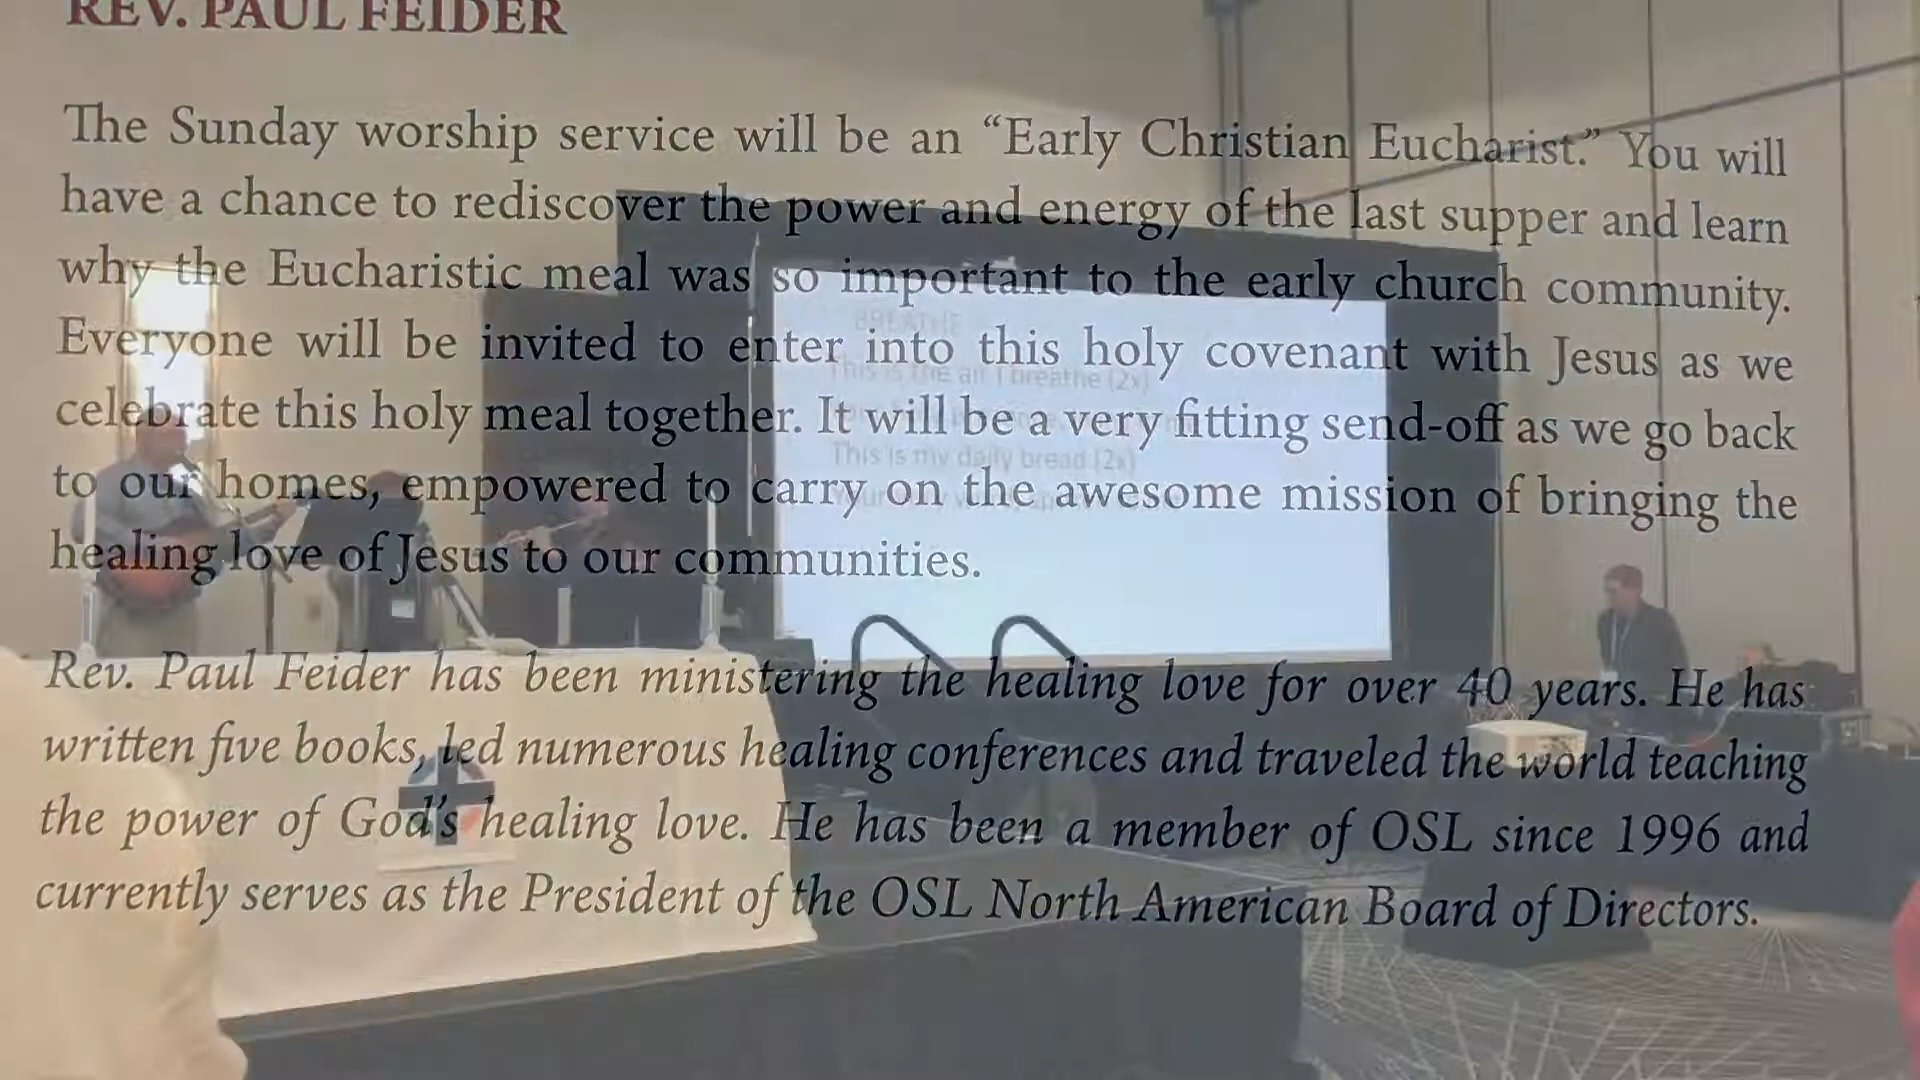 REV. PAUL FEIDER
The Sunday worship service will be an “Early Christian Eucharist.” You will
have a chance to rediscover the power and energy of the last supper and learn
why the Eucharistic meal was so important to the early church community.
Everyone will be invited to enter into this holy covenant with Jesus as we
celebrate this holy meal together. It will be a very fitting send-off as we go back
to our homes, empowered to carry on the awesome mission of bringing the
healing love of Jesus to our communities.
Rev. Paul Feider has been ministering the healing love for over 40 years. He has
written five books, led numerous healing conferences and traveled the world teaching
the power of God’s healing love. He has been a member of OSL since 1996 and
currently serves as the President of the OSL North American Board of Directors.
BREATHE
This is the air I breathe (2x)
This is my daily bread (2x)